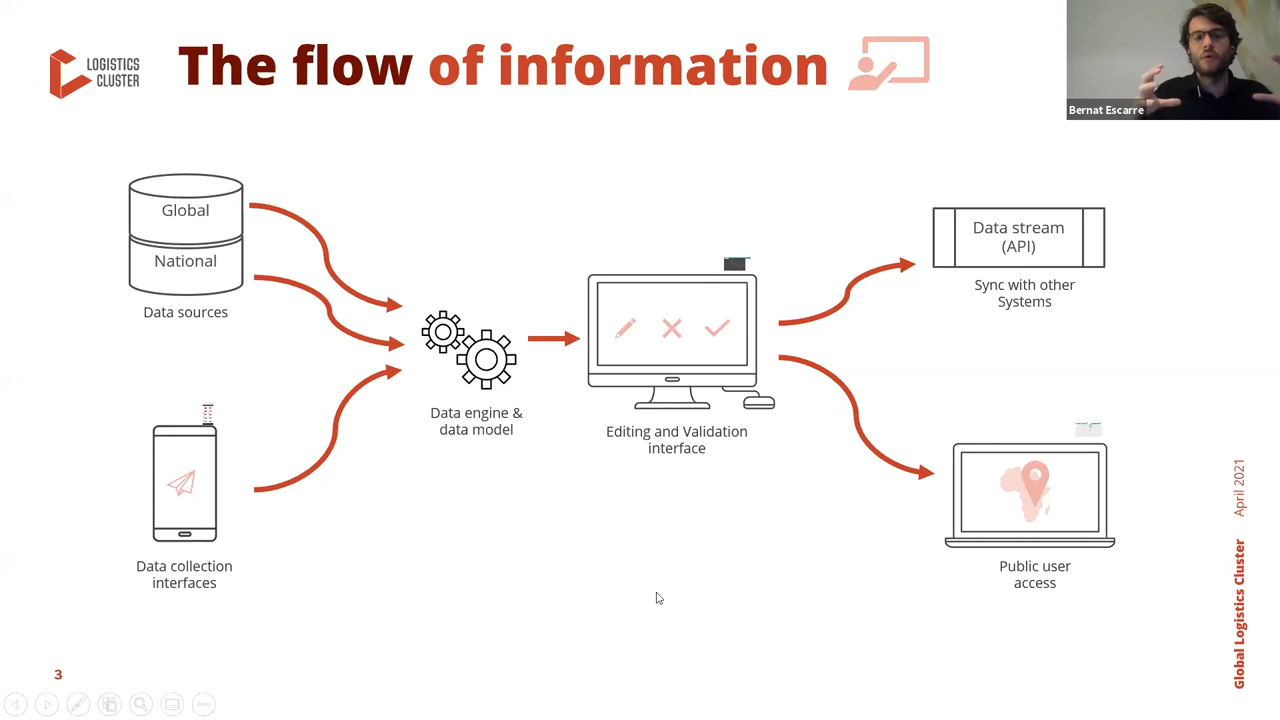 LOGISTICS
CLUSTER
The flow of information
Bernat Escarre
Global
National
Data sources
Data collection
interfaces
Data engine &
data model
Editing and Validation
interface
Data stream
(API)
Sync with other
Systems
Public user
access
Global Logistics Cluster April 2021
3